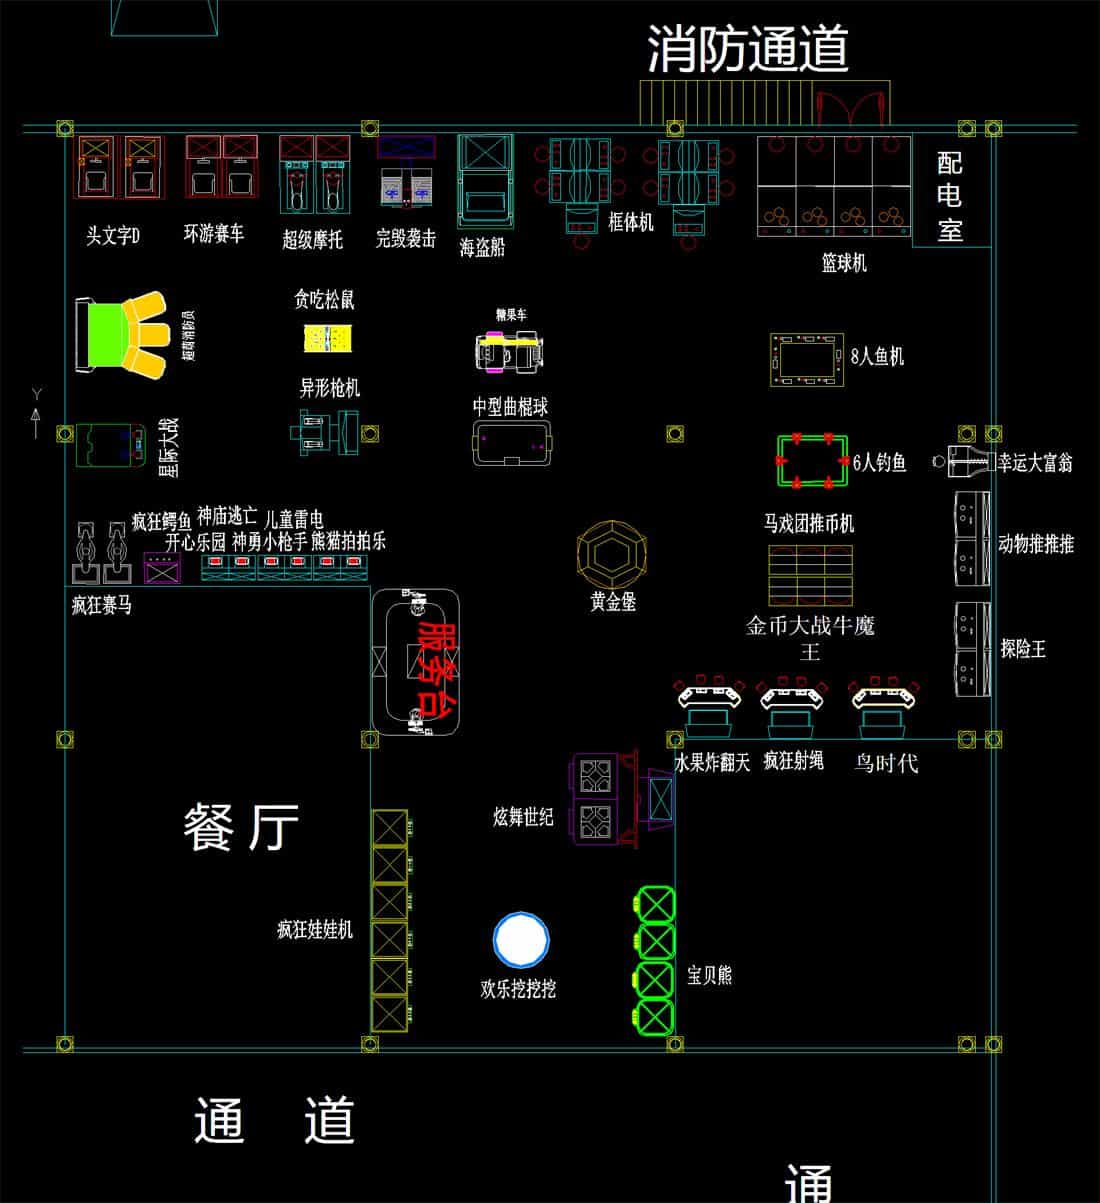 消防通道
配电室
头文字D
环游赛车
超级摩托
完毁袭击
海盗船
框体机
篮球机
贪吃松鼠
糖果车
超萌消防员
8人鱼机
异形枪机
中型曲棍球
Y
星际大战
6人钓鱼
幸运大富翁
疯狂鳄鱼
神庙逃亡
儿童雷电
马戏团推币机
开心乐园
神勇小枪手
熊猫拍拍乐
动物推推推
疯狂赛马
黄金堡
金币大战牛魔
王
服务台
探险王
水果炸翻天
疯狂射绳
鸟时代
餐厅
炫舞世纪
疯狂娃娃机
宝贝熊
欢乐挖挖挖
通道
通